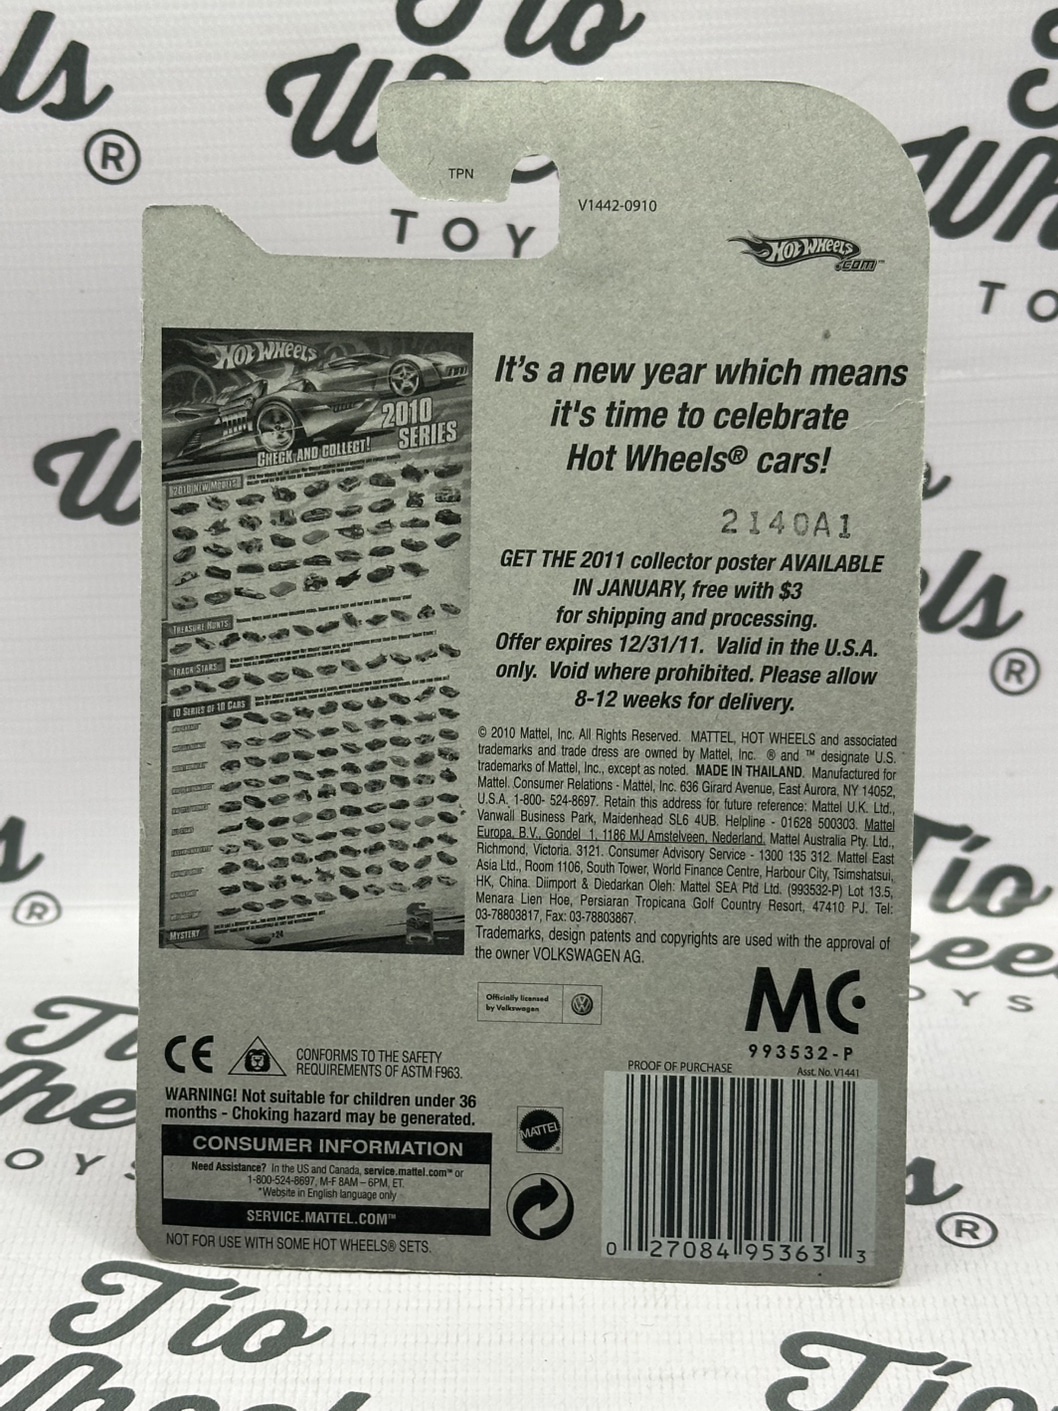 TPN
V1442-0910
HOT WHEELS
.COM™
HOT WHEELS
2010
SERIES
CHECK AND COLLECT!
2010 NEW MODELS
TREASURE HUNTS
TRACK STARS
10 SERIES OF 10 CARS
MYSTERY
It's a new year which means
it's time to celebrate
Hot Wheels® cars!
2140A1
GET THE 2011 collector poster AVAILABLE
IN JANUARY, free with $3
for shipping and processing.
Offer expires 12/31/11. Valid in the U.S.A.
only. Void where prohibited. Please allow
8-12 weeks for delivery.
© 2010 Mattel, Inc. All Rights Reserved. MATTEL, HOT WHEELS and associated
trademarks and trade dress are owned by Mattel, Inc. ® and ™ designate U.S.
trademarks of Mattel, Inc., except as noted. MADE IN THAILAND. Manufactured for
Mattel. Consumer Relations - Mattel, Inc. 636 Girard Avenue, East Aurora, NY 14052,
U.S.A. 1-800- 524-8697. Retain this address for future reference: Mattel U.K. Ltd.,
Vanwall Business Park, Maidenhead SL6 4UB. Helpline - 01628 500303. Mattel
Europa, B.V., Gondel 1, 1186 MJ Amstelveen, Nederland. Mattel Australia Pty. Ltd.,
Richmond, Victoria. 3121. Consumer Advisory Service - 1300 135 312. Mattel East
Asia Ltd., Room 1106, South Tower, World Finance Centre, Harbour City, Tsimshatsui,
HK, China. Diimport & Diedarkan Oleh: Mattel SEA Ptd Ltd. (993532-P) Lot 13.5,
Menara Lien Hoe, Persiaran Tropicana Golf Country Resort, 47410 PJ. Tel:
03-78803817, Fax: 03-78803867.
Trademarks, design patents and copyrights are used with the approval of
the owner VOLKSWAGEN AG.
Officially licensed
by Volkswagen
MC
993532-P
CE
CONFORMS TO THE SAFETY
REQUIREMENTS OF ASTM F963.
WARNING! Not suitable for children under 36
months - Choking hazard may be generated.
CONSUMER INFORMATION
Need Assistance? In the US and Canada, service.mattel.com™ or
1-800-524-8697, M-F 8AM – 6PM, ET.
*Website in English language only
SERVICE.MATTEL.COM™
NOT FOR USE WITH SOME HOT WHEELS® SETS.
MATTEL
PROOF OF PURCHASE
Asst. No. V1441
0 27084 95363 3
Tio
Wheels
®
TOYS